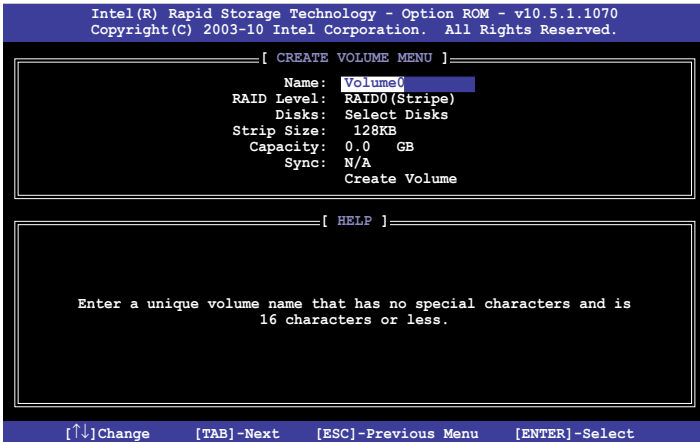 Intel(R) Rapid Storage Technology - Option ROM - v10.5.1.1070
Copyright(C) 2003-10 Intel Corporation.  All Rights Reserved.
[ CREATE VOLUME MENU ]
Name: Volume0
RAID Level: RAID0(Stripe)
Disks: Select Disks
Strip Size: 128KB
Capacity: 0.0 GB
Sync: N/A
Create Volume
[ HELP ]
Enter a unique volume name that has no special characters and is
16 characters or less.
[↑↓]Change [TAB]-Next [ESC]-Previous Menu [ENTER]-Select